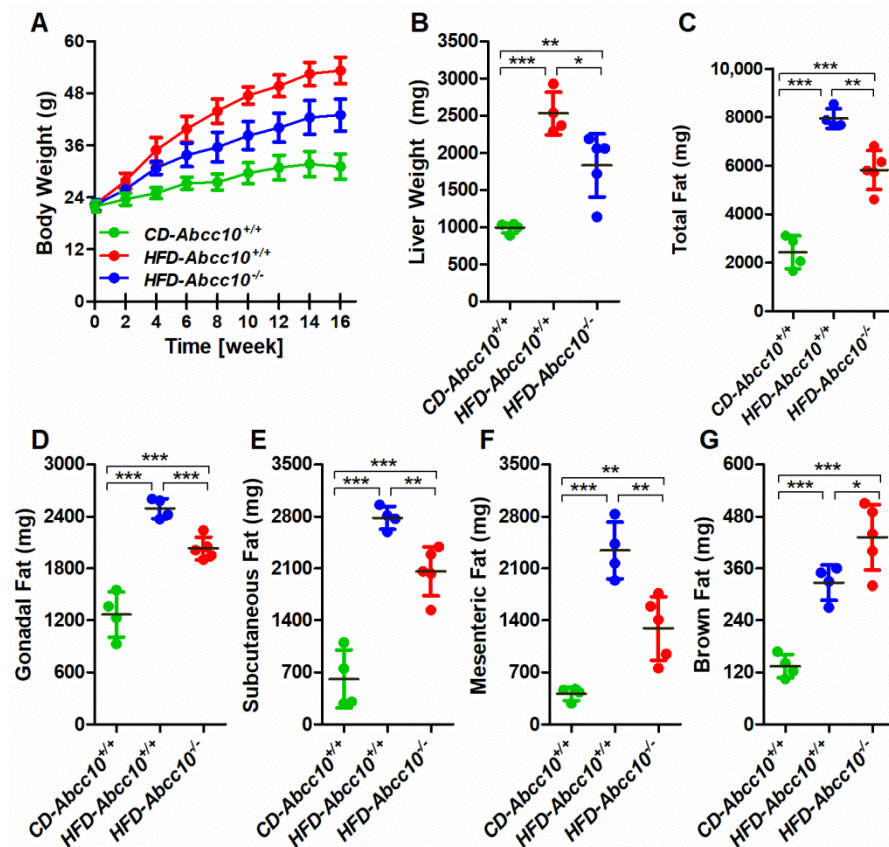 A
Body Weight (g)
60
48
36
24
12
0
CD-Abcc10+/+
HFD-Abcc10+/+
HFD-Abcc10-/-
0 2 4 6 8 10 12 14 16
Time [week]
B
Liver Weight (mg)
3500
3000
2500
2000
1500
1000
500
0
**
*** *
CD-Abcc10+/+
HFD-Abcc10+/+
HFD-Abcc10-/-
C
Total Fat (mg)
10,000
8000
6000
4000
2000
0
***
*** **
CD-Abcc10+/+
HFD-Abcc10+/+
HFD-Abcc10-/-
D
Gonadal Fat (mg)
3000
2400
1800
1200
600
0
***
*** ***
CD-Abcc10+/+
HFD-Abcc10+/+
HFD-Abcc10-/-
E
Subcutaneous Fat (mg)
3500
2800
2100
1400
700
0
***
*** **
CD-Abcc10+/+
HFD-Abcc10+/+
HFD-Abcc10-/-
F
Mesenteric Fat (mg)
3500
2800
2100
1400
700
0
**
*** **
CD-Abcc10+/+
HFD-Abcc10+/+
HFD-Abcc10-/-
G
Brown Fat (mg)
600
480
360
240
120
0
***
*** *
CD-Abcc10+/+
HFD-Abcc10+/+
HFD-Abcc10-/-